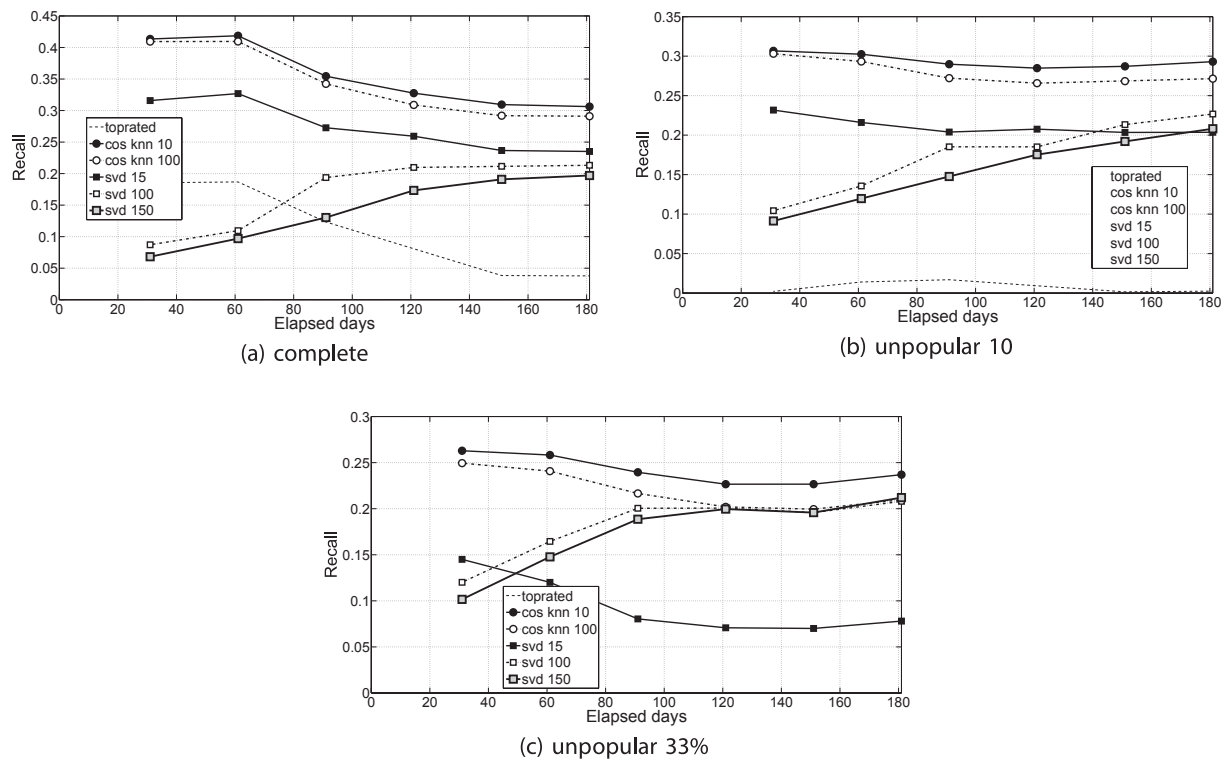 0.45
0.4
0.35
0.3
0.25
0.2
0.15
0.1
0.05
0
Recall
toprated
cos knn 10
cos knn 100
svd 15
svd 100
svd 150
0 20 40 60 80 100 120 140 160 180
Elapsed days
(a) complete
0.35
0.3
0.25
0.2
0.15
0.1
0.05
0
Recall
toprated
cos knn 10
cos knn 100
svd 15
svd 100
svd 150
0 20 40 60 80 100 120 140 160 180
Elapsed days
(b) unpopular 10
0.3
0.25
0.2
0.15
0.1
0.05
0
Recall
toprated
cos knn 10
cos knn 100
svd 15
svd 100
svd 150
0 20 40 60 80 100 120 140 160 180
Elapsed days
(c) unpopular 33%